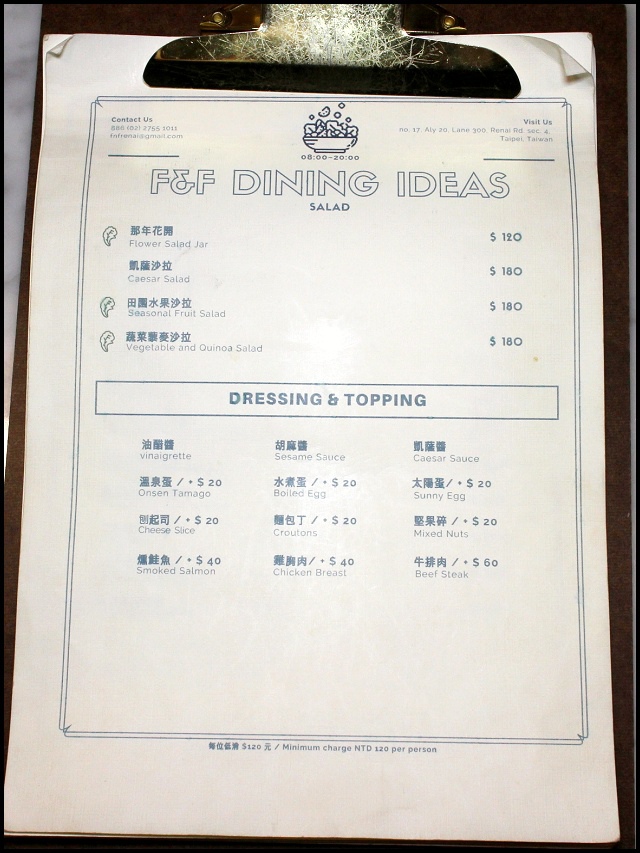 Contact Us
886 (02) 2755 1011
fnfrenai@gmail.com
Visit Us
no. 17, Aly 20, Lane 300, Renai Rd. sec. 4,
Taipei, Taiwan
08:00-20:00
F&F DINING IDEAS
SALAD
那年花開 $ 120
Flower Salad Jar
凱薩沙拉 $ 180
Caesar Salad
田園水果沙拉 $ 180
Seasonal Fruit Salad
蔬菜藜麥沙拉 $ 180
Vegetable and Quinoa Salad
DRESSING & TOPPING
油醋醬 胡麻醬 凱薩醬
vinaigrette Sesame Sauce Caesar Sauce
溫泉蛋 / + $ 20 水煮蛋 / + $ 20 太陽蛋/ + $ 20
Onsen Tamago Boiled Egg Sunny Egg
刨起司 / + $ 20 麵包丁 / + $ 20 堅果碎 / + $ 20
Cheese Slice Croutons Mixed Nuts
燻鮭魚 / + $ 40 雞胸肉/ + $ 40 牛排肉 / + $ 60
Smoked Salmon Chicken Breast Beef Steak
每位低消 $120 元 / Minimum charge NTD 120 per person